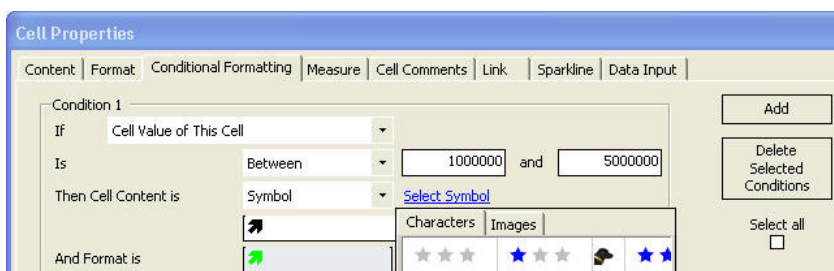 Cell Properties
Content Format Conditional Formatting Measure Cell Comments Link Sparkline Data Input
Condition 1
If Cell Value of This Cell
Is Between 1000000 and 5000000
Then Cell Content is Symbol Select Symbol
Characters Images
And Format is
Add
Delete
Selected
Conditions
Select all